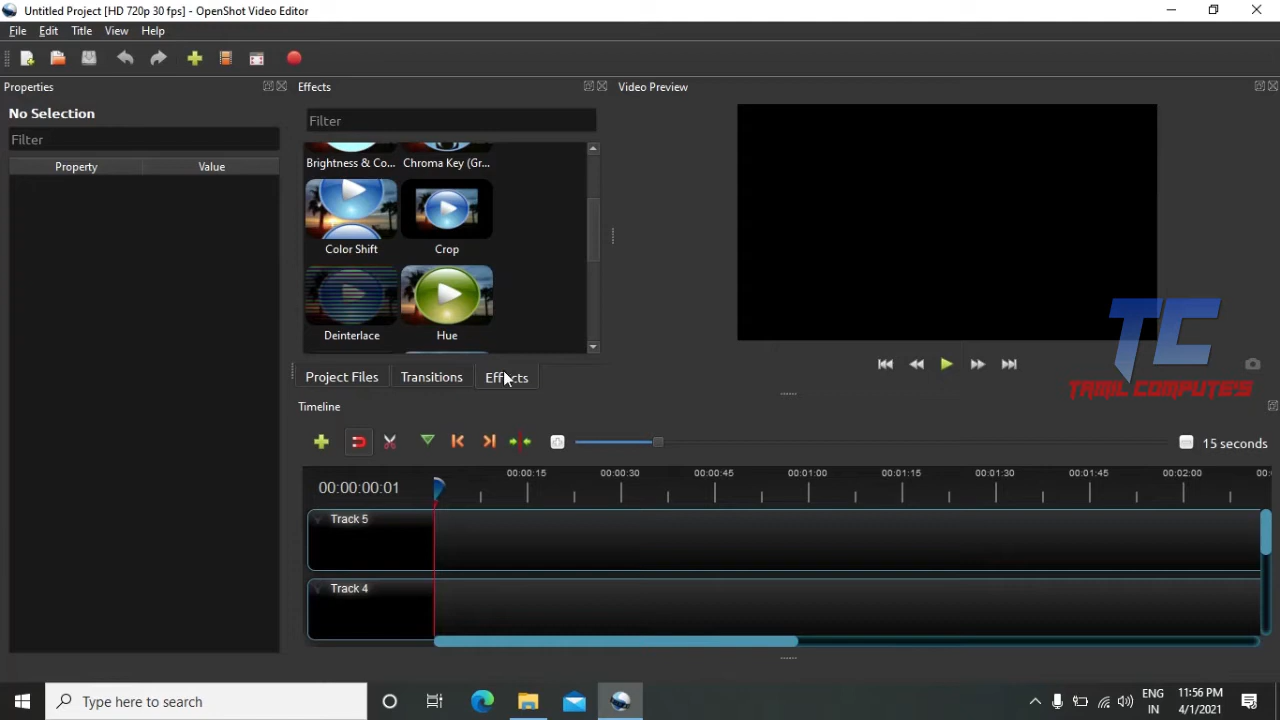 Untitled Project [HD 720p 30 fps] - OpenShot Video Editor
File Edit Title View Help
Properties
Effects
Video Preview
No Selection
Filter
Filter
Property Value
Brightness & Co... Chroma Key (Gr...
Color Shift Crop
Deinterlace Hue
TC
TAMIL COMPUTE'S
Project Files Transitions Effects
Timeline
15 seconds
00:00:00:01
00:00:15 00:00:30 00:00:45 00:01:00 00:01:15 00:01:30 00:01:45 00:02:00
Track 5
Track 4
Type here to search
ENG
IN
11:56 PM
4/1/2021